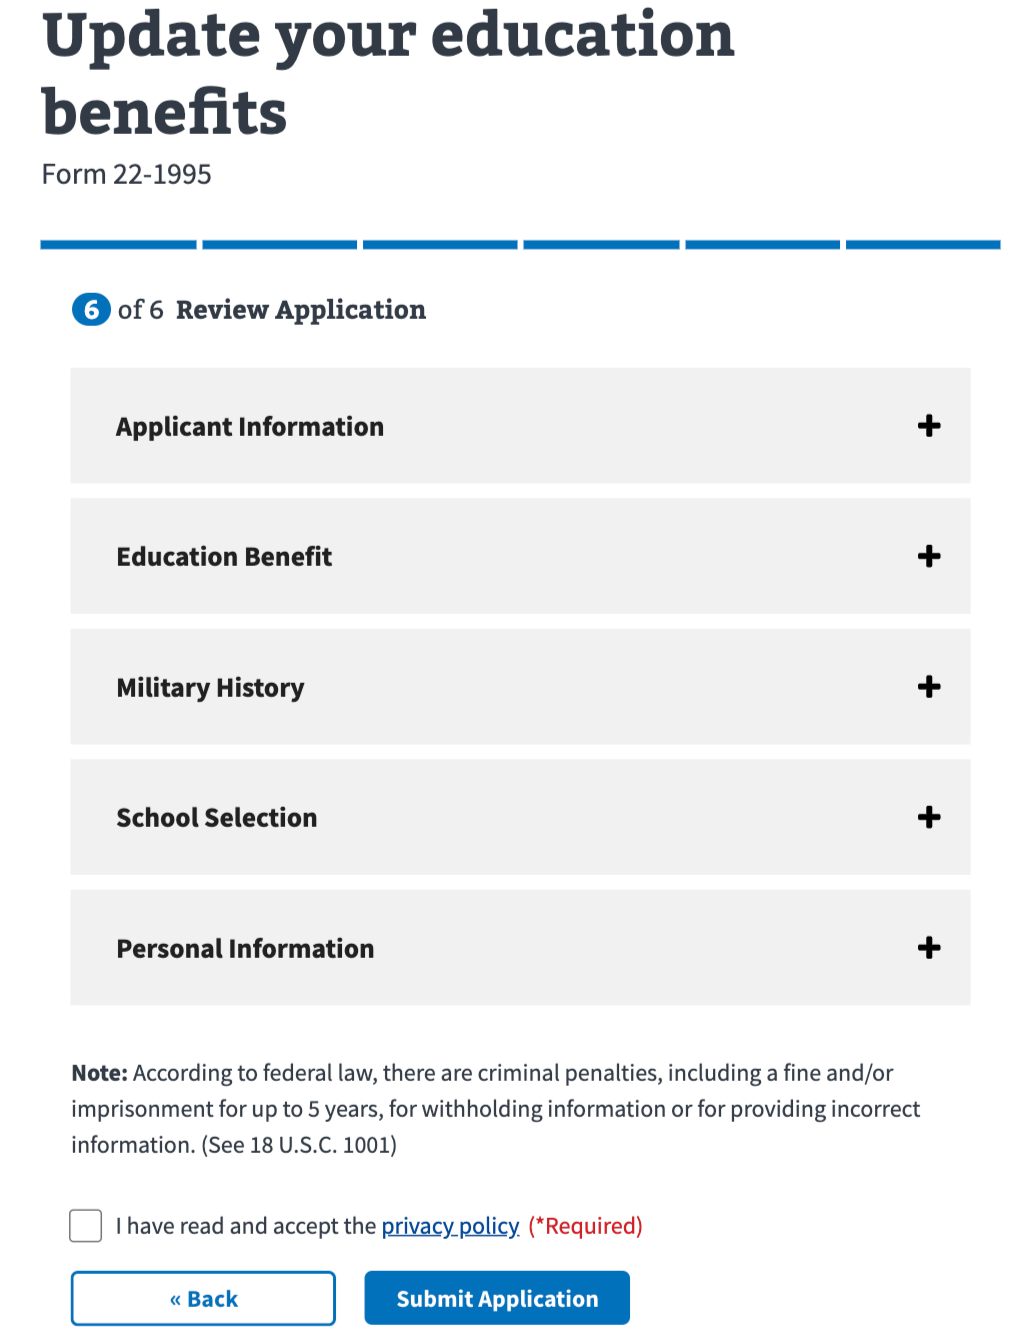 Update your education
benefits
Form 22-1995
6 of 6 Review Application
Applicant Information
Education Benefit
Military History
School Selection
Personal Information
Note: According to federal law, there are criminal penalties, including a fine and/or
imprisonment for up to 5 years, for withholding information or for providing incorrect
information. (See 18 U.S.C. 1001)
I have read and accept the privacy policy (*Required)
« Back
Submit Application